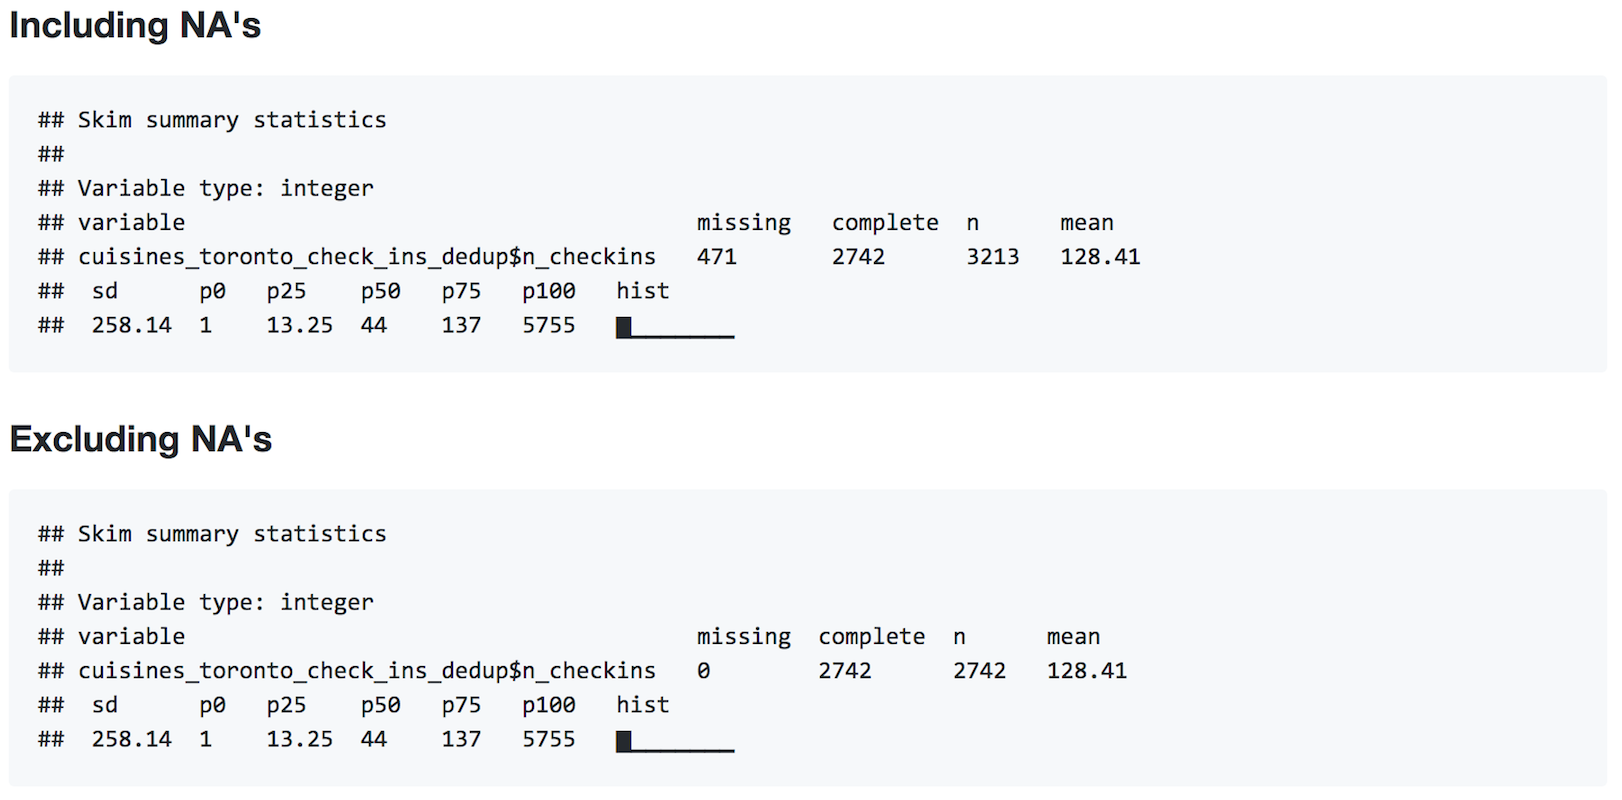 Including NA's
## Skim summary statistics
##
## Variable type: integer
## variable missing complete n mean
## cuisines_toronto_check_ins_dedup$n_checkins 471 2742 3213 128.41
## sd p0 p25 p50 p75 p100 hist
## 258.14 1 13.25 44 137 5755 █▁▁▁▁▁▁▁
Excluding NA's
## Skim summary statistics
##
## Variable type: integer
## variable missing complete n mean
## cuisines_toronto_check_ins_dedup$n_checkins 0 2742 2742 128.41
## sd p0 p25 p50 p75 p100 hist
## 258.14 1 13.25 44 137 5755 █▁▁▁▁▁▁▁